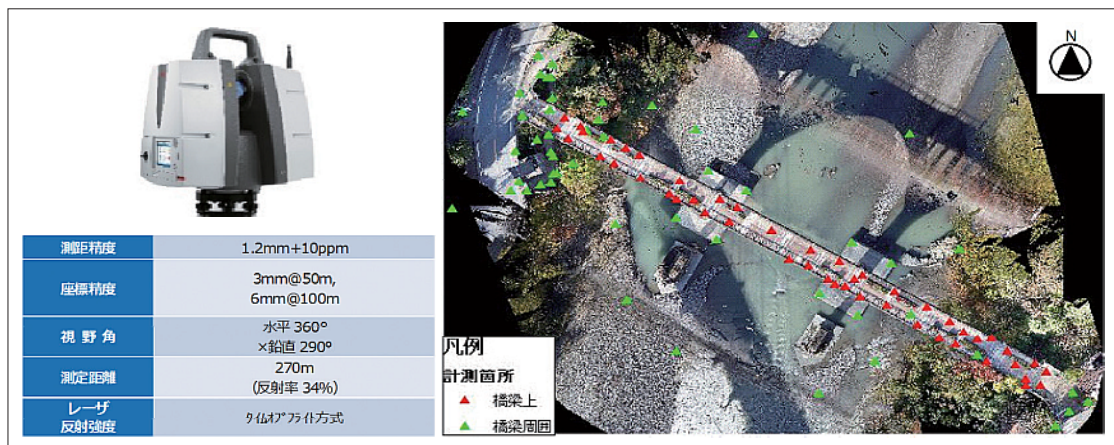 測距精度
1.2mm+10ppm
座標精度
3mm@50m,
6mm@100m
視 野 角
水平 360°
×鉛直 290°
測定距離
270m
(反射率 34%)
レーザ
反射強度
ﾀｲﾑｵﾌﾞﾌﾗｲﾄ方式
N
凡例
計測箇所
橋梁上
橋梁周囲